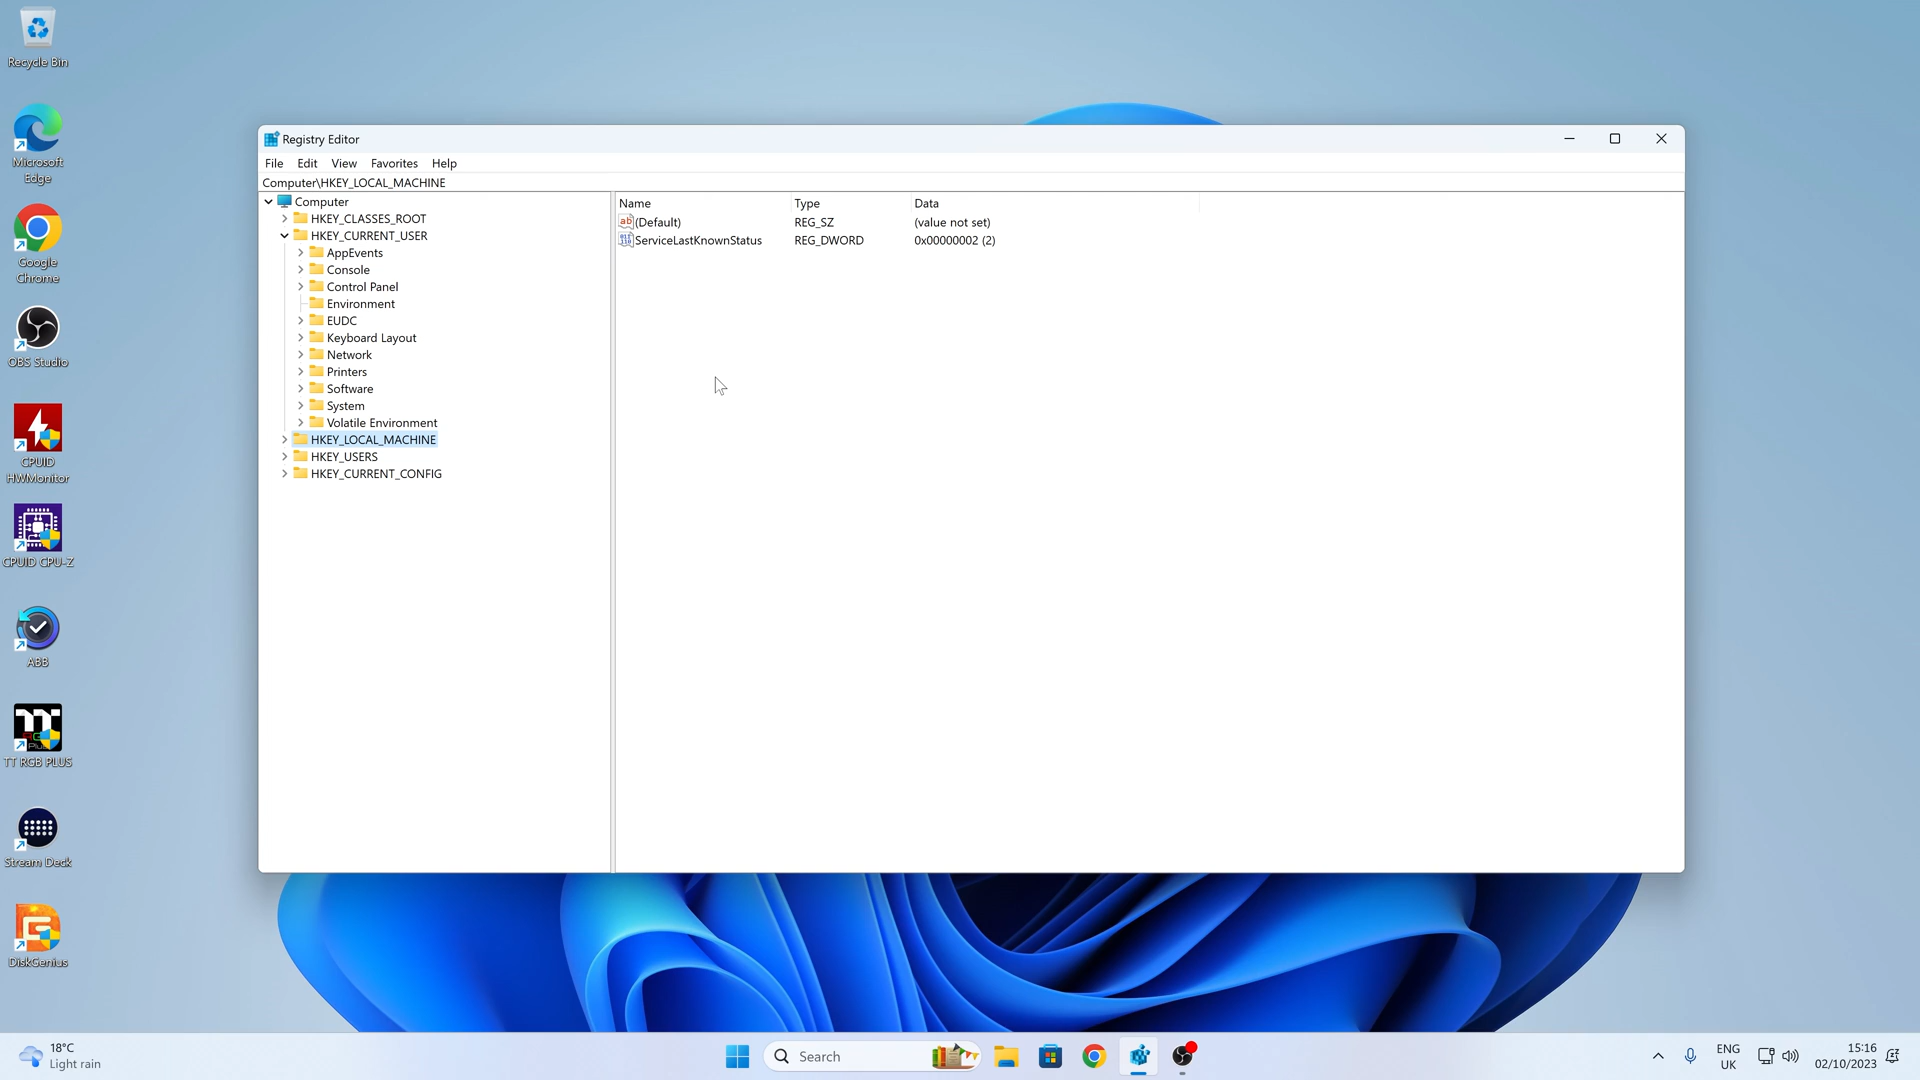 Recycle Bin
Microsoft
Edge
Google
Chrome
OBS Studio
CPUID
HWMonitor
CPUID CPU-Z
ABB
TT RGB PLUS
Stream Deck
DiskGenius
Registry Editor
File Edit View Favorites Help
Computer\HKEY_LOCAL_MACHINE
Computer
HKEY_CLASSES_ROOT
HKEY_CURRENT_USER
AppEvents
Console
Control Panel
Environment
EUDC
Keyboard Layout
Network
Printers
Software
System
Volatile Environment
HKEY_LOCAL_MACHINE
HKEY_USERS
HKEY_CURRENT_CONFIG
Name Type Data
(Default) REG_SZ (value not set)
ServiceLastKnownStatus REG_DWORD 0x00000002 (2)
18°C
Light rain
Search
ENG
UK
15:16
02/10/2023